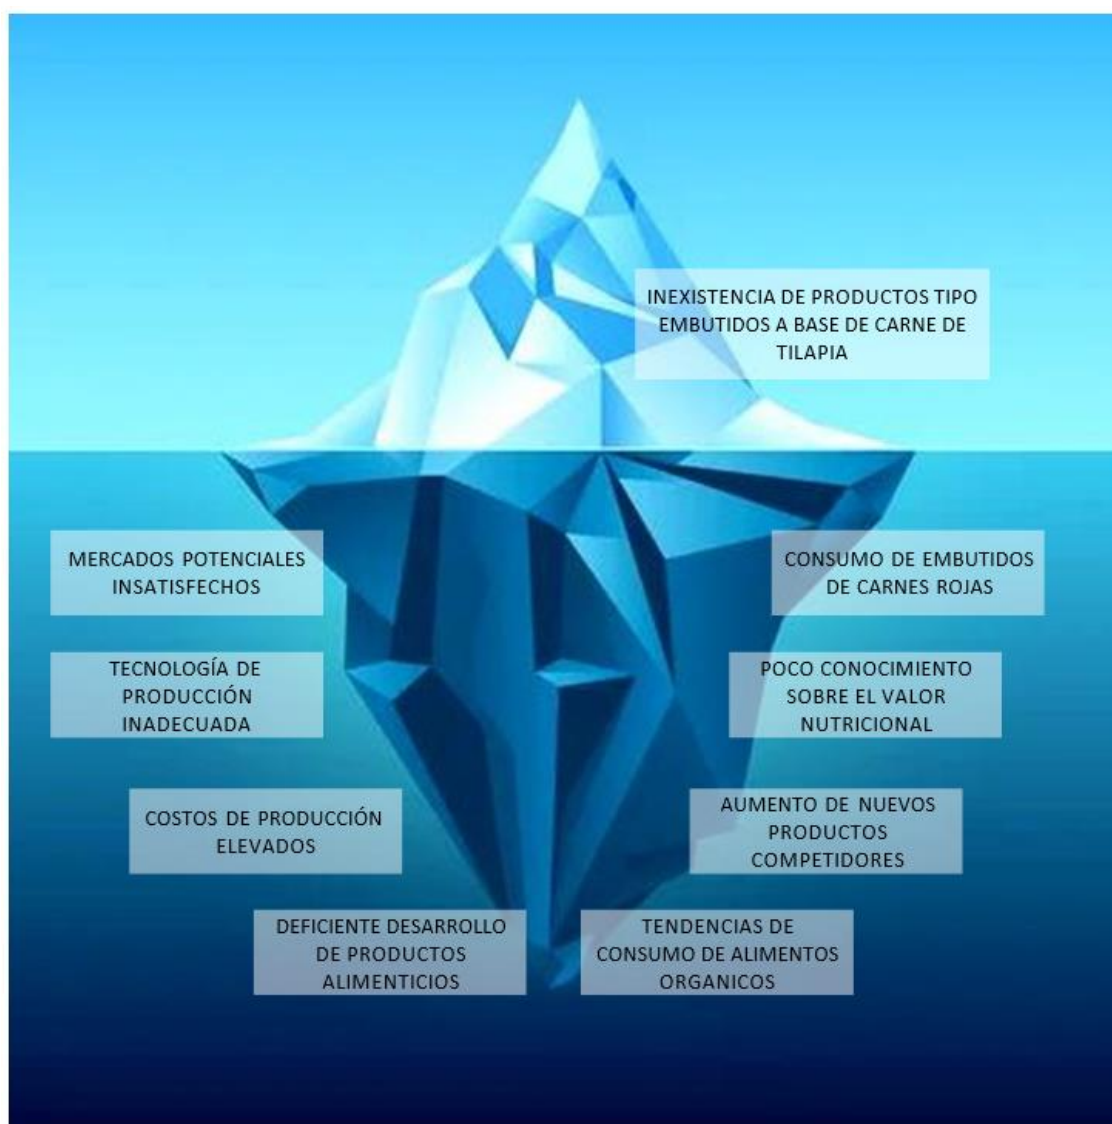 INEXISTENCIA DE PRODUCTOS TIPO
EMBUTIDOS A BASE DE CARNE DE
TILAPIA
MERCADOS POTENCIALES
INSATISFECHOS
CONSUMO DE EMBUTIDOS
DE CARNES ROJAS
TECNOLOGÍA DE
PRODUCCIÓN
INADECUADA
POCO CONOCIMIENTO
SOBRE EL VALOR
NUTRICIONAL
COSTOS DE PRODUCCIÓN
ELEVADOS
AUMENTO DE NUEVOS
PRODUCTOS
COMPETIDORES
DEFICIENTE DESARROLLO
DE PRODUCTOS
ALIMENTICIOS
TENDENCIAS DE
CONSUMO DE ALIMENTOS
ORGANICOS